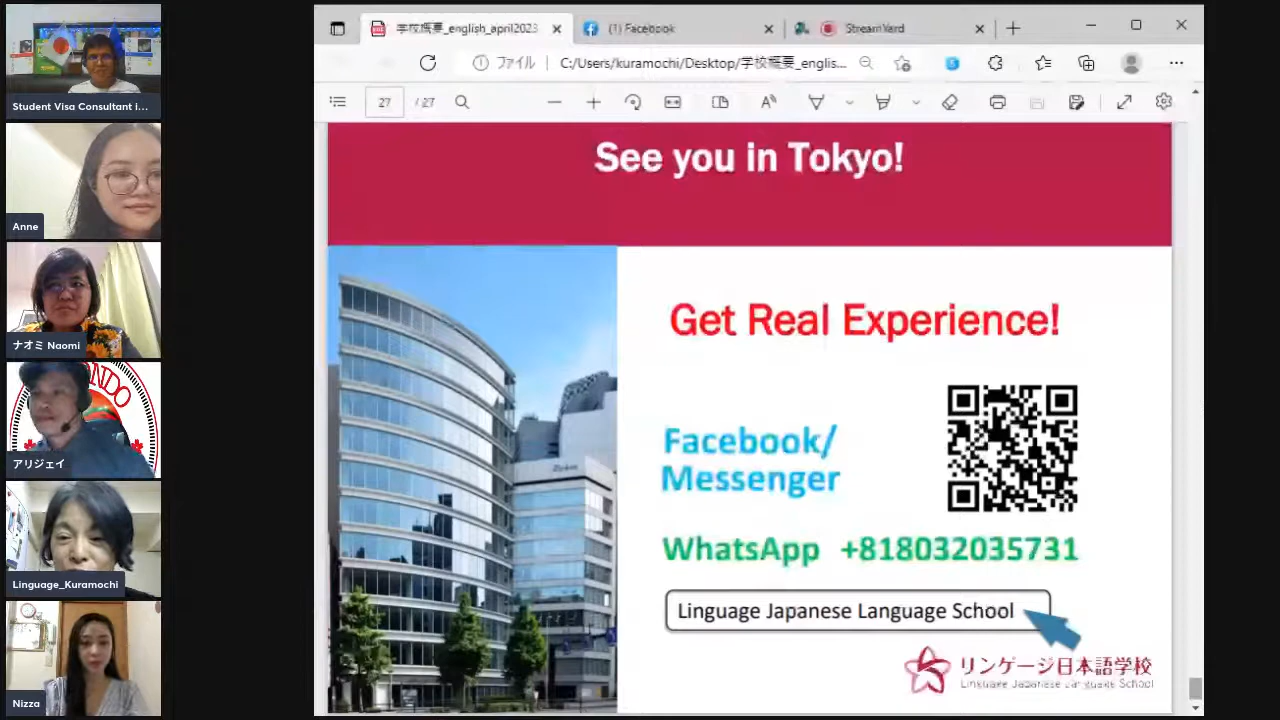 Student Visa Consultant i...
Anne
ナオミ Naomi
アリジェイ
Linguage_Kuramochi
Nizza
学校概要_english_april2023
(1) Facebook
StreamYard
ファイル
C:/Users/kuramochi/Desktop/学校概要_englis...
27 / 27
See you in Tokyo!
Get Real Experience!
Facebook/
Messenger
WhatsApp +818032035731
Linguage Japanese Language School
リンゲージ日本語学校
Linguage Japanese Language School